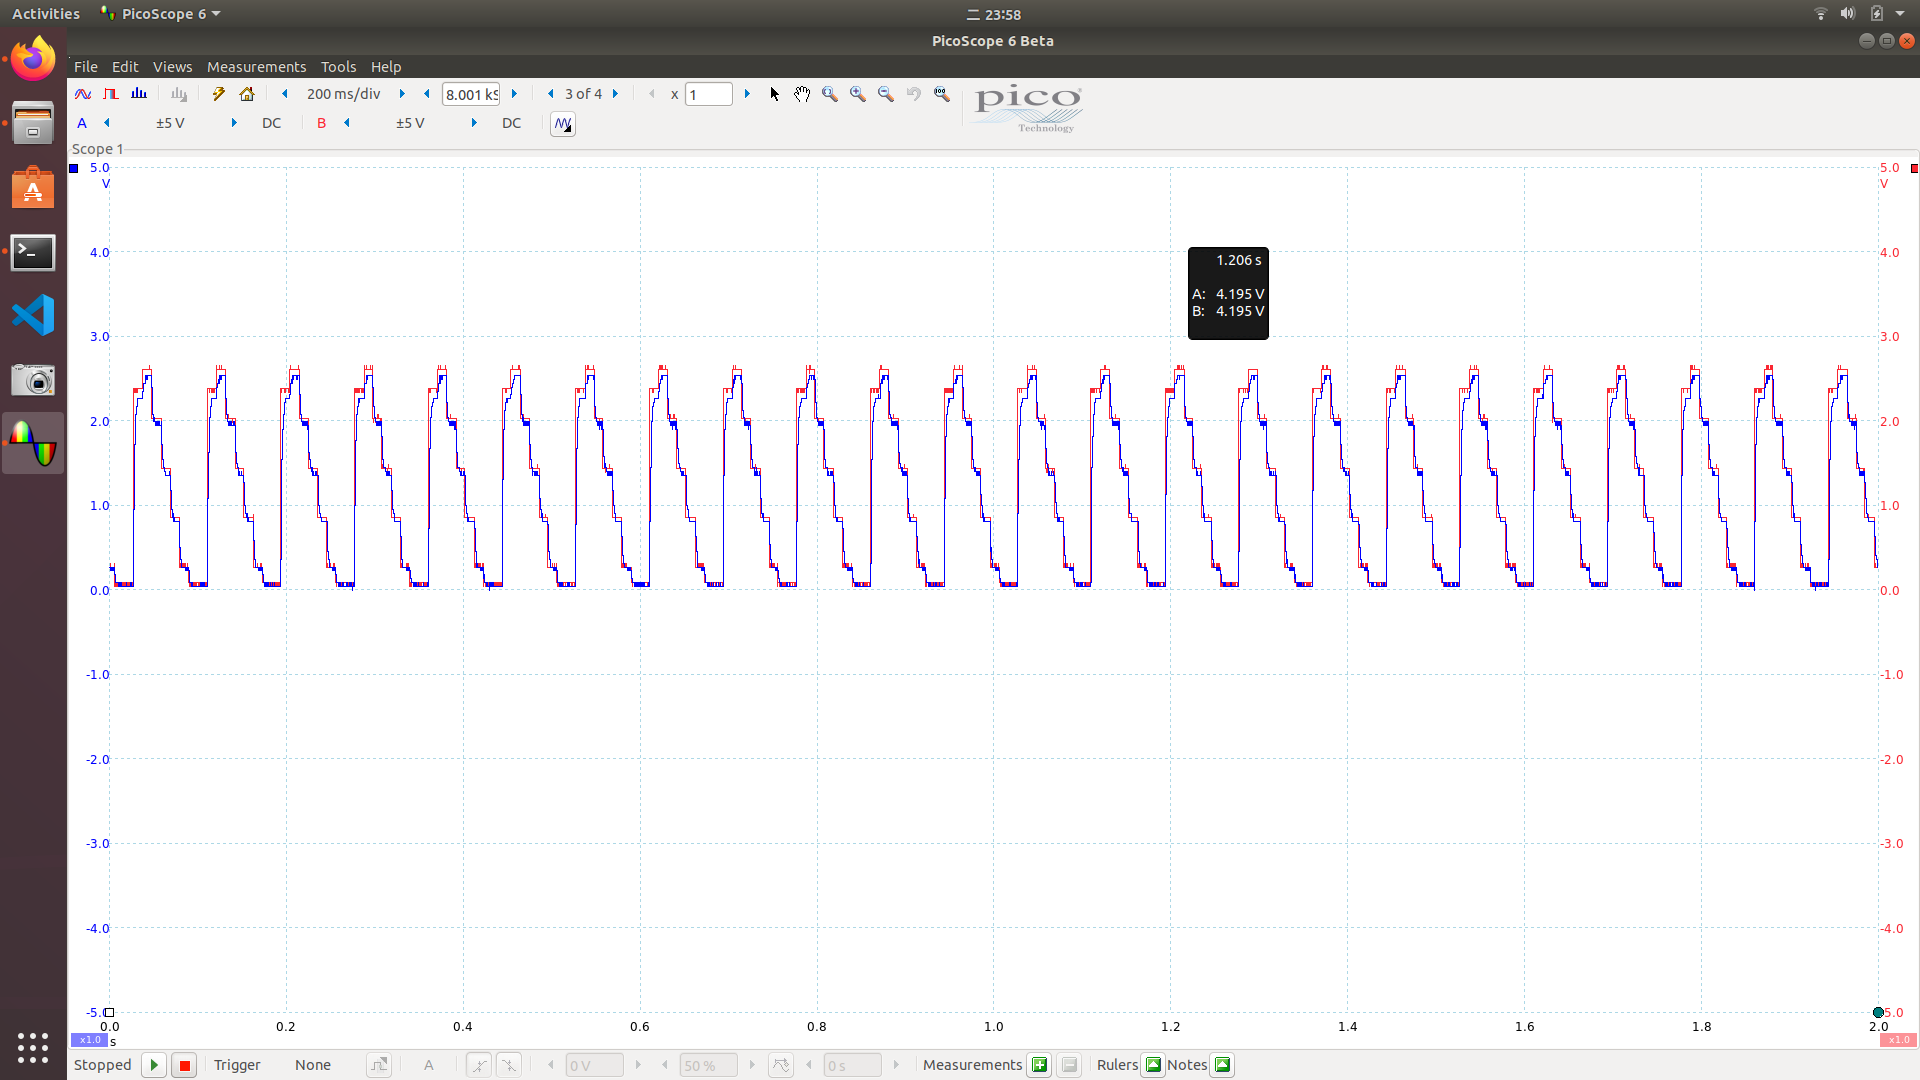 Activities PicoScope 6 二 23:58
PicoScope 6 Beta
File Edit Views Measurements Tools Help
200 ms/div 8.001 kS 3 of 4 x 1
pico
Technology
A ±5 V DC B ±5 V DC
Scope 1
5.0 5.0
V V
4.0 4.0
1.206 s
A: 4.195 V
B: 4.195 V
3.0 3.0
2.0 2.0
1.0 1.0
0.0 0.0
-1.0 -1.0
-2.0 -2.0
-3.0 -3.0
-4.0 -4.0
-5.0 5.0
0.0 0.2 0.4 0.6 0.8 1.0 1.2 1.4 1.6 1.8 2.0
x1.0 s x1.0
Stopped Trigger None A 0 V 50 % 0 s Measurements Rulers Notes